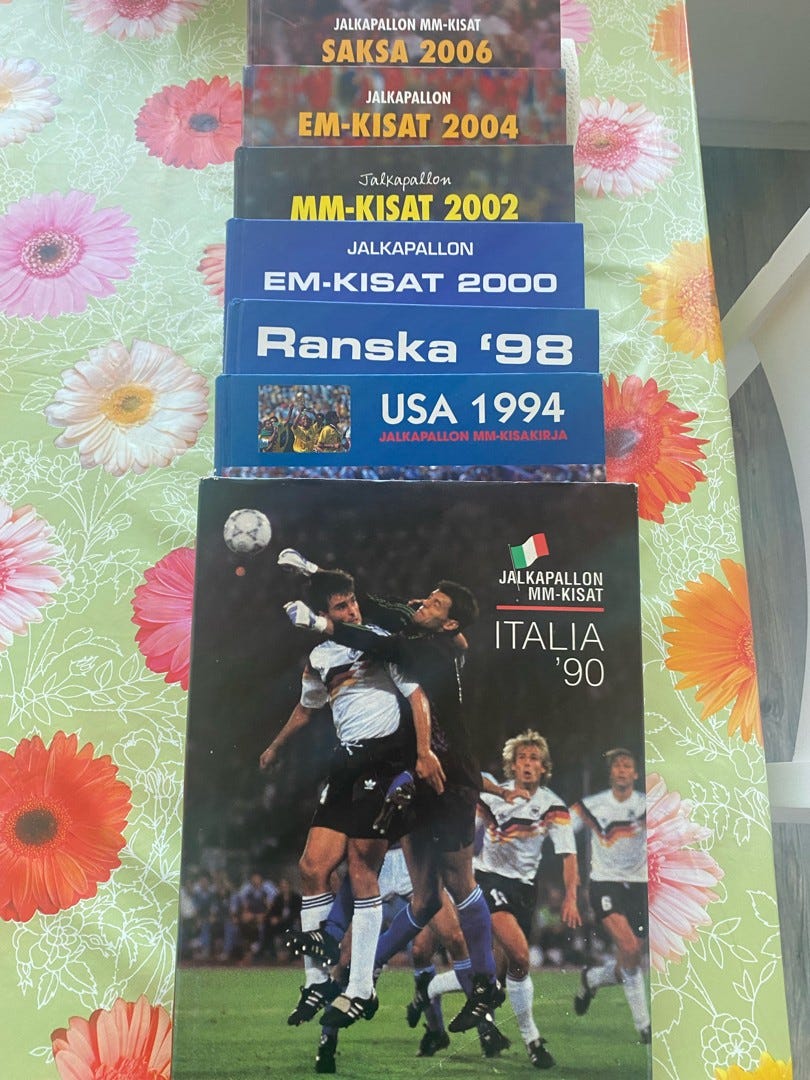 JALKAPALLON MM-KISAT
SAKSA 2006
JALKAPALLON
EM-KISAT 2004
Jalkapallon
MM-KISAT 2002
JALKAPALLON
EM-KISAT 2000
Ranska ‘98
USA 1994
JALKAPALLON MM-KISAKIRJA
JALKAPALLON
MM-KISAT
ITALIA
’90
6